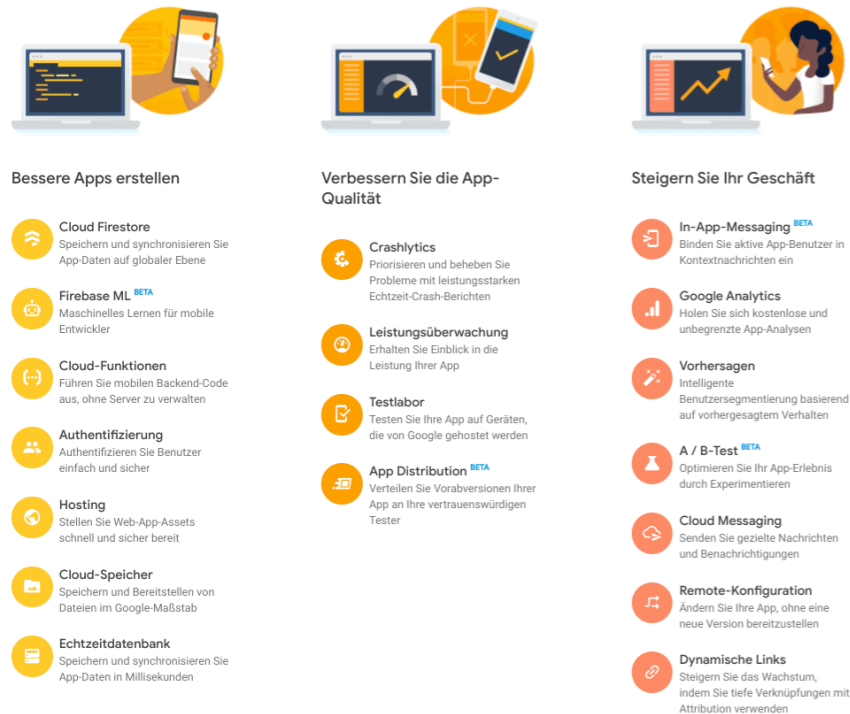 Bessere Apps erstellen
Cloud Firestore
Speichern und synchronisieren Sie
App-Daten auf globaler Ebene
Firebase ML BETA
Maschinelles Lernen für mobile
Entwickler
Cloud-Funktionen
Führen Sie mobilen Backend-Code
aus, ohne Server zu verwalten
Authentifizierung
Authentifizieren Sie Benutzer
einfach und sicher
Hosting
Stellen Sie Web-App-Assets
schnell und sicher bereit
Cloud-Speicher
Speichern und Bereitstellen von
Dateien im Google-Maßstab
Echtzeitdatenbank
Speichern und synchronisieren Sie
App-Daten in Millisekunden
Verbessern Sie die App-
Qualität
Crashlytics
Priorisieren und beheben Sie
Probleme mit leistungsstarken
Echtzeit-Crash-Berichten
Leistungsüberwachung
Erhalten Sie Einblick in die
Leistung Ihrer App
Testlabor
Testen Sie Ihre App auf Geräten,
die von Google gehostet werden
App Distribution BETA
Verteilen Sie Vorabversionen Ihrer
App an Ihre vertrauenswürdigen
Tester
Steigern Sie Ihr Geschäft
In-App-Messaging BETA
Binden Sie aktive App-Benutzer in
Kontextnachrichten ein
Google Analytics
Holen Sie sich kostenlose und
unbegrenzte App-Analysen
Vorhersagen
Intelligente
Benutzersegmentierung basierend
auf vorhergesagtem Verhalten
A / B-Test BETA
Optimieren Sie Ihr App-Erlebnis
durch Experimentieren
Cloud Messaging
Senden Sie gezielte Nachrichten
und Benachrichtigungen
Remote-Konfiguration
Ändern Sie Ihre App, ohne eine
neue Version bereitzustellen
Dynamische Links
Steigern Sie das Wachstum,
indem Sie tiefe Verknüpfungen mit
Attribution verwenden